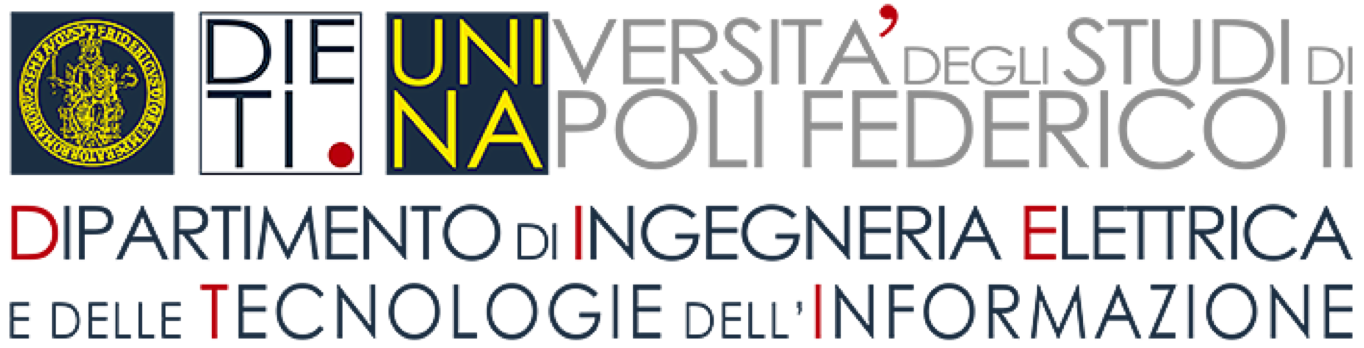 DIE
TI.
UNIVERSITA' DEGLI STUDI DI
NAPOLI FEDERICO II
DIPARTIMENTO DI INGEGNERIA ELETTRICA
E DELLE TECNOLOGIE DELL'INFORMAZIONE